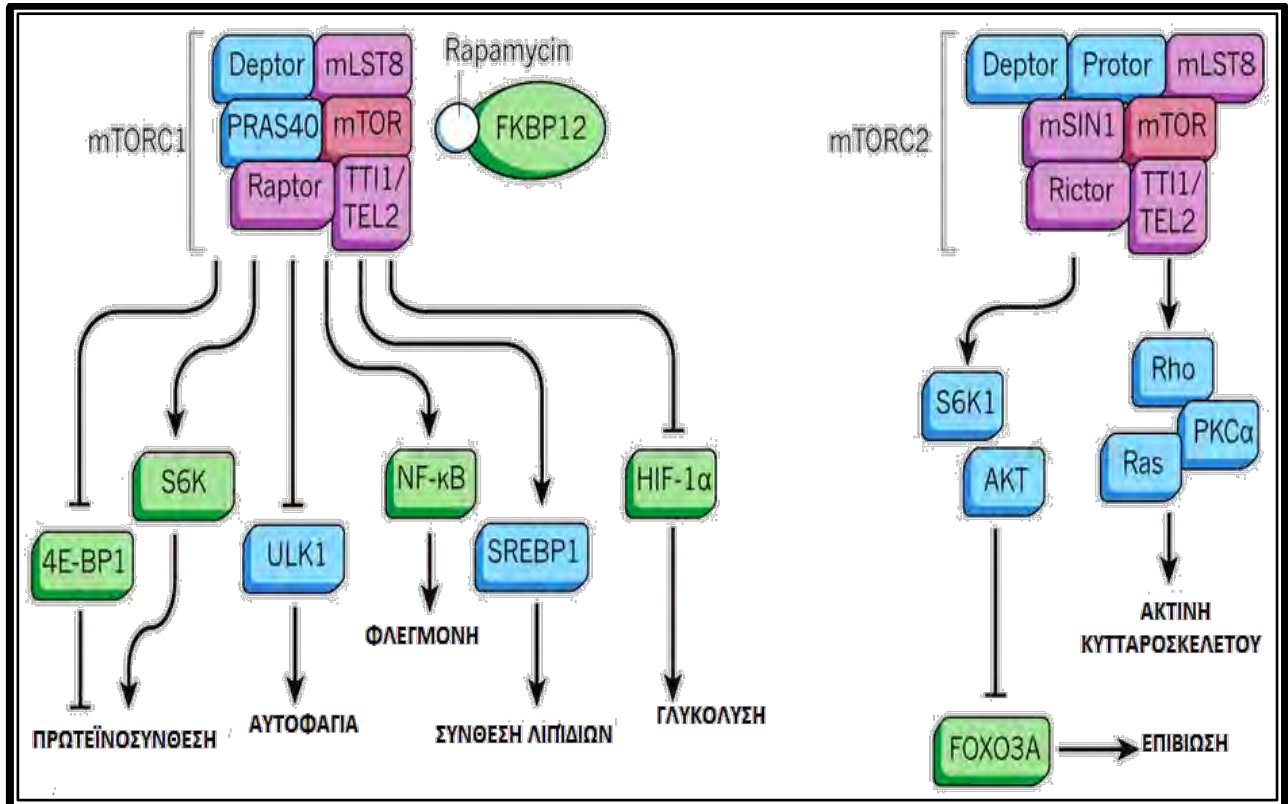 mTORC1
Deptor
mLST8
PRAS40
mTOR
Raptor
TTI1/
TEL2
Rapamycin
FKBP12
mTORC2
Deptor
Protor
mLST8
mSIN1
mTOR
Rictor
TTI1/
TEL2
4E-BP1
S6K
ULK1
NF-κB
SREBP1
HIF-1α
ΠΡΩΤΕΪΝΟΣΥΝΘΕΣΗ
ΑΥΤΟΦΑΓΙΑ
ΦΛΕΓΜΟΝΗ
ΣΥΝΘΕΣΗ ΛΙΠΙΔΙΩΝ
ΓΛΥΚΟΛΥΣΗ
S6K1
AKT
Rho
PKCα
Ras
ΑΚΤΙΝΗ
ΚΥΤΤΑΡΟΣΚΕΛΕΤΟΥ
FOXO3A
ΕΠΙΒΙΩΣΗ